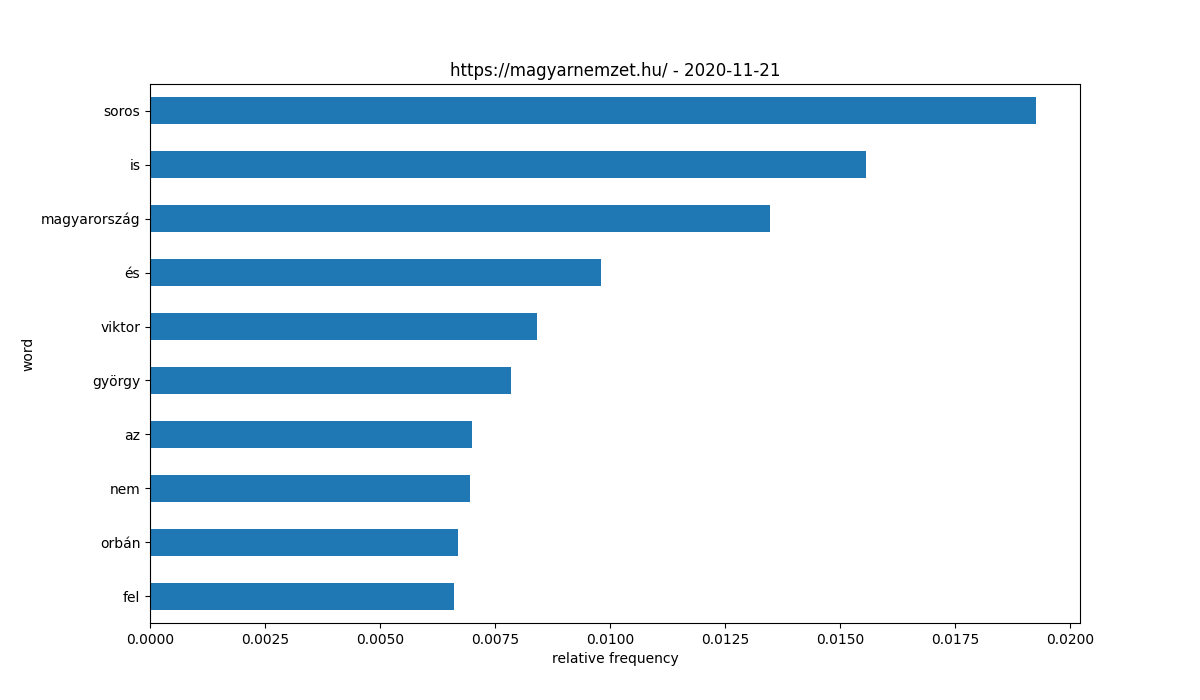 https://magyarnemzet.hu/ - 2020-11-21
soros
is
magyarország
és
viktor
györgy
az
nem
orbán
fel
word
0.0000 0.0025 0.0050 0.0075 0.0100 0.0125 0.0150 0.0175 0.0200
relative frequency